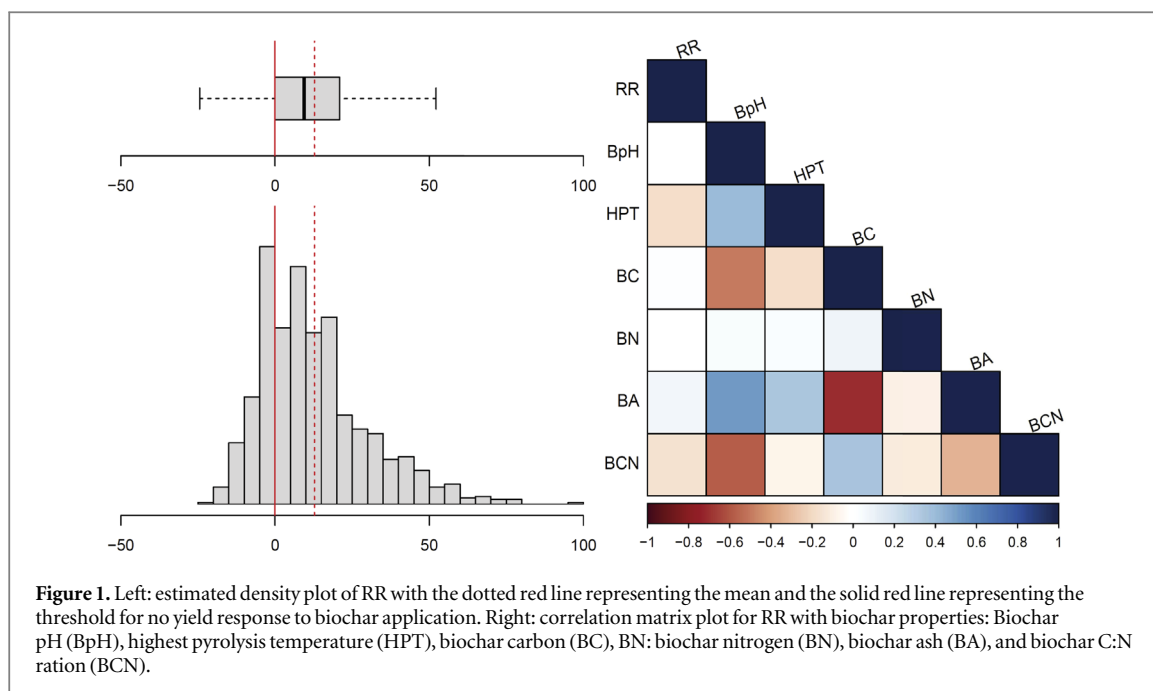 −50
0
50
100
−50
0
50
100
RR
BpH
HPT
BC
BN
BA
BCN
RR
BpH
HPT
BC
BN
BA
BCN
−1
−0.8
−0.6
−0.4
−0.2
0
0.2
0.4
0.6
0.8
1
Figure 1. Left: estimated density plot of RR with the dotted red line representing the mean and the solid red line representing the
threshold for no yield response to biochar application. Right: correlation matrix plot for RR with biochar properties: Biochar
pH (BpH), highest pyrolysis temperature (HPT), biochar carbon (BC), BN: biochar nitrogen (BN), biochar ash (BA), and biochar C:N
ration (BCN).